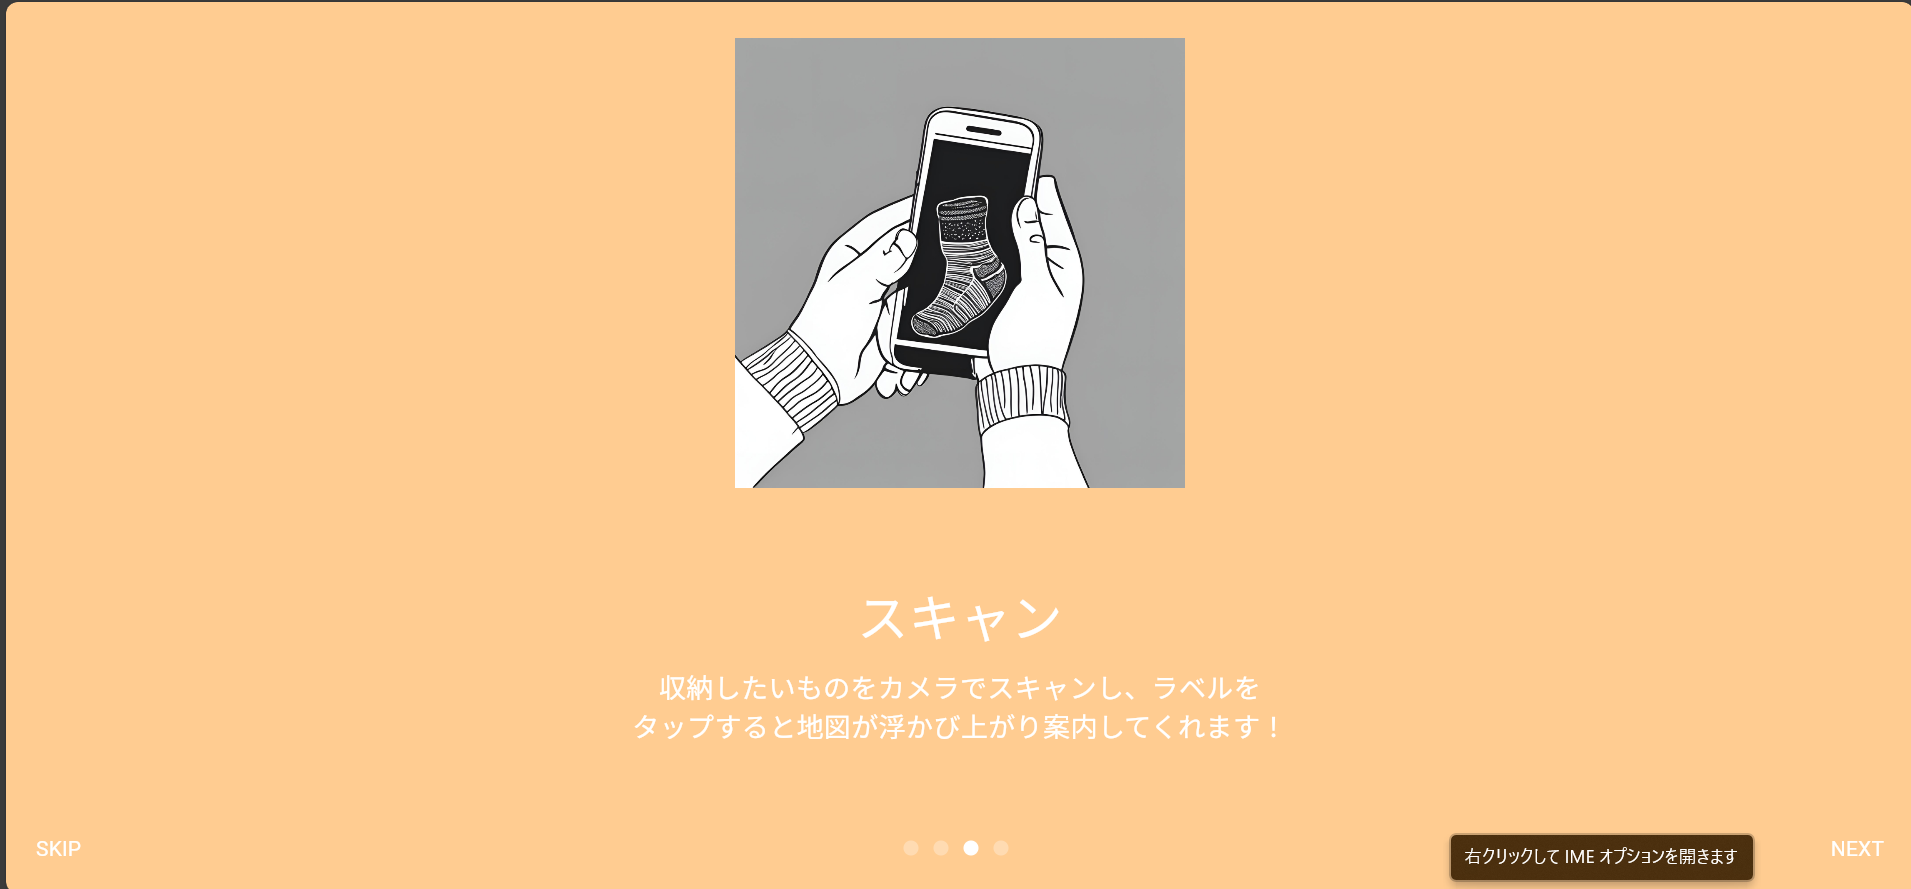 スキャン
収納したいものをカメラでスキャンし、ラベルを
タップすると地図が浮かび上がり案内してくれます！
SKIP
右クリックして IME オプションを開きます
NEXT